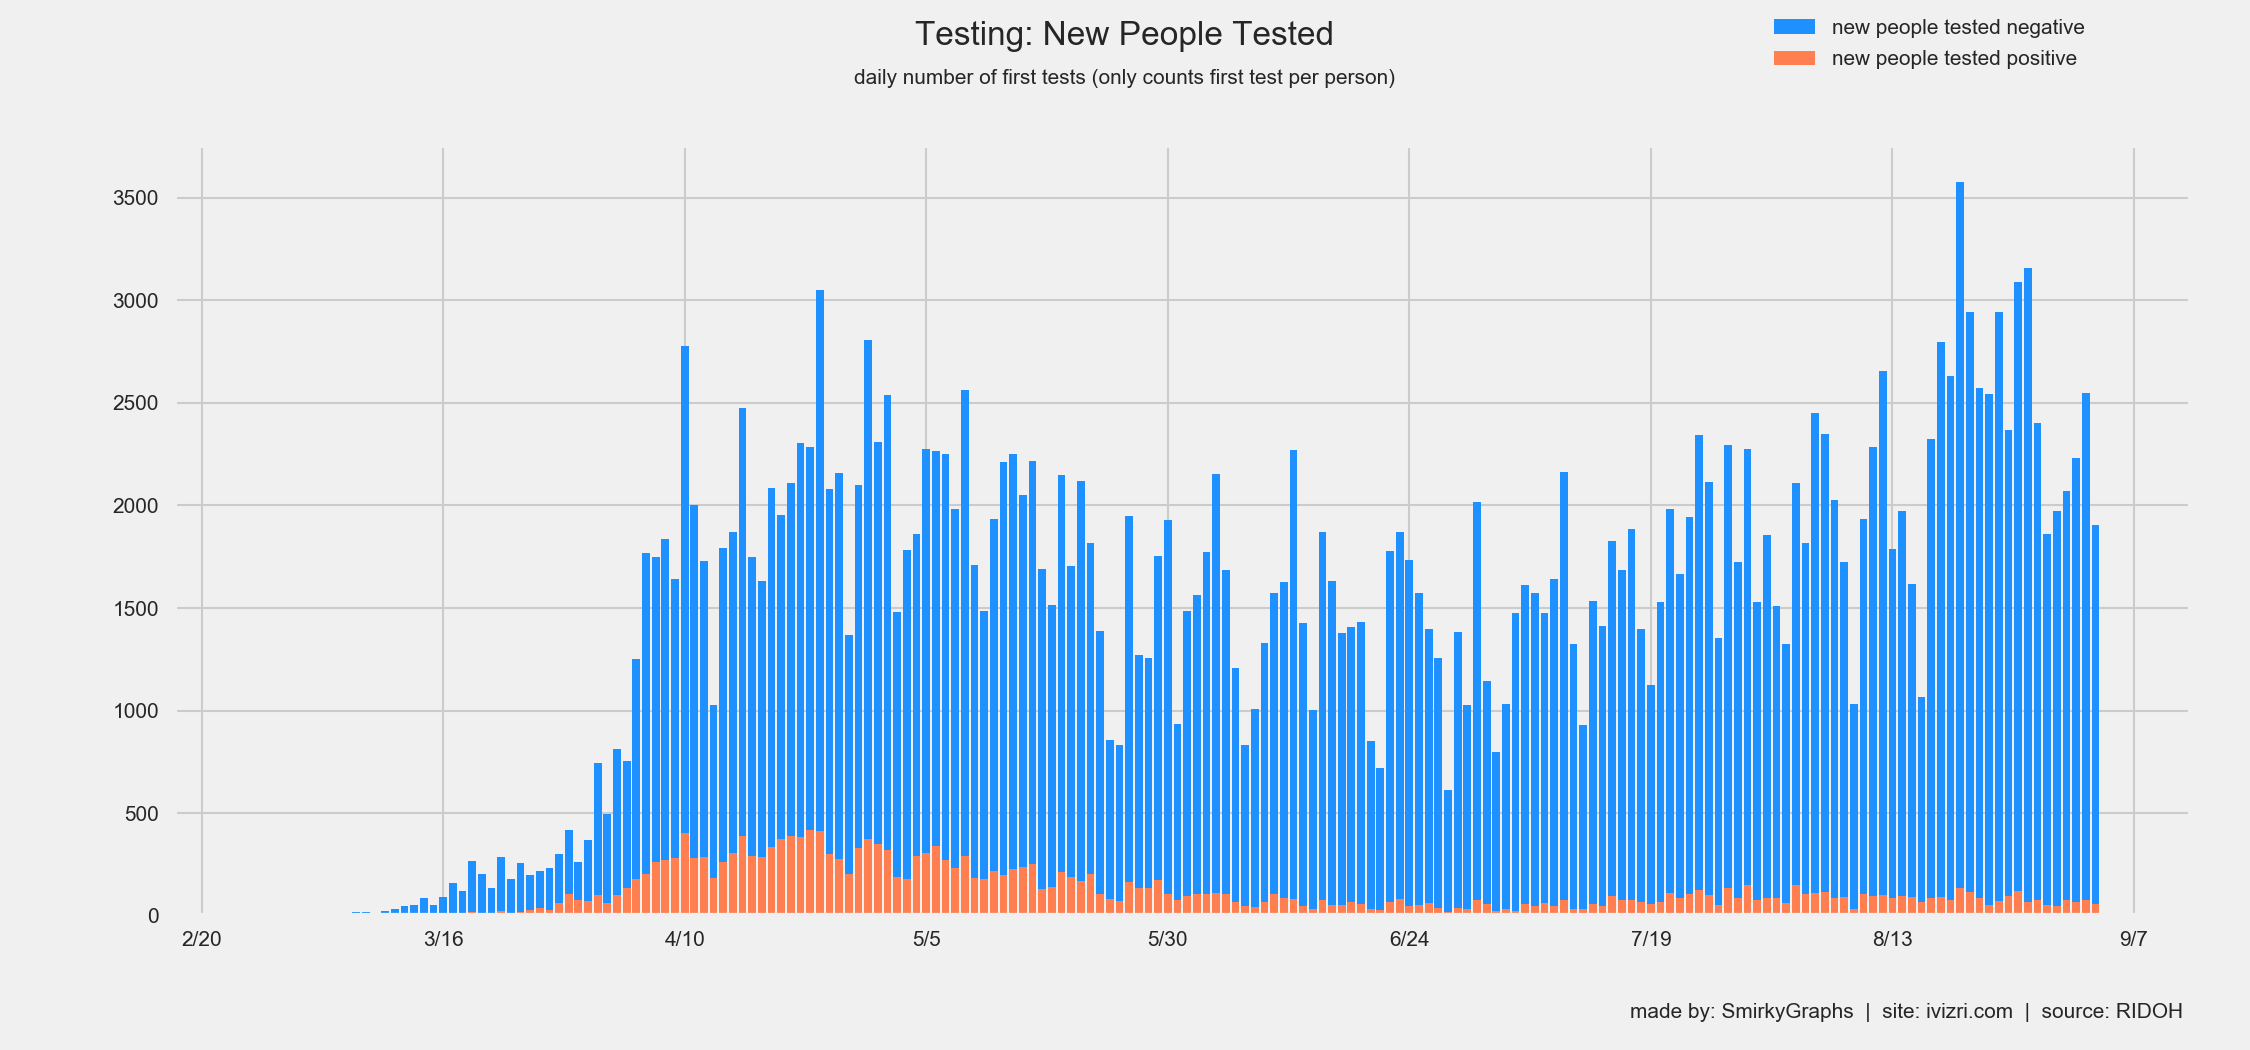 Testing: New People Tested
daily number of first tests (only counts first test per person)
new people tested negative
new people tested positive
3500
3000
2500
2000
1500
1000
500
0
2/20 3/16 4/10 5/5 5/30 6/24 7/19 8/13 9/7
made by: SmirkyGraphs | site: ivizri.com | source: RIDOH